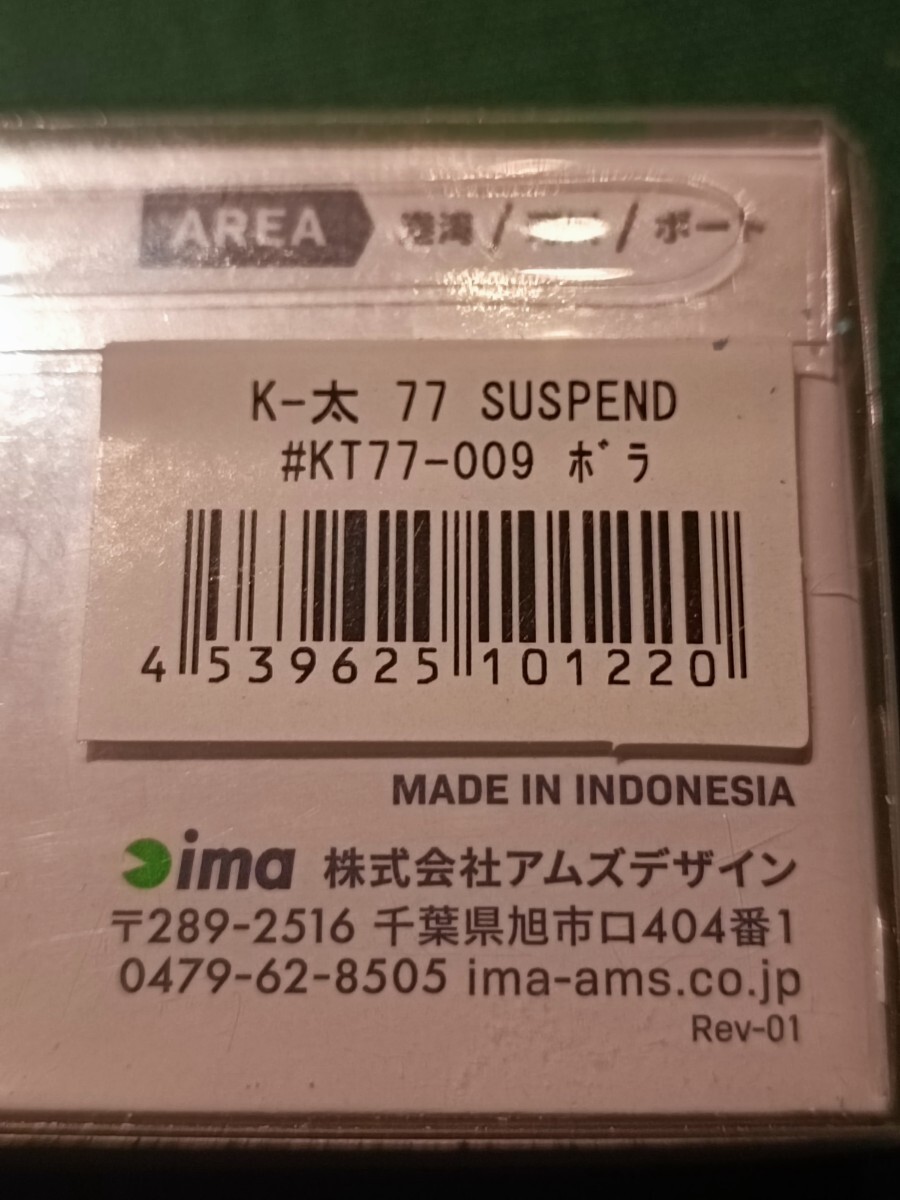 AREA 港湾 / / ボート
K-太 77 SUSPEND
#KT77-009 ﾎﾞﾗ
4 539625 101220
MADE IN INDONESIA
ima 株式会社アムズデザイン
〒289-2516 千葉県旭市ロ404番1
0479-62-8505 ima-ams.co.jp
Rev-01